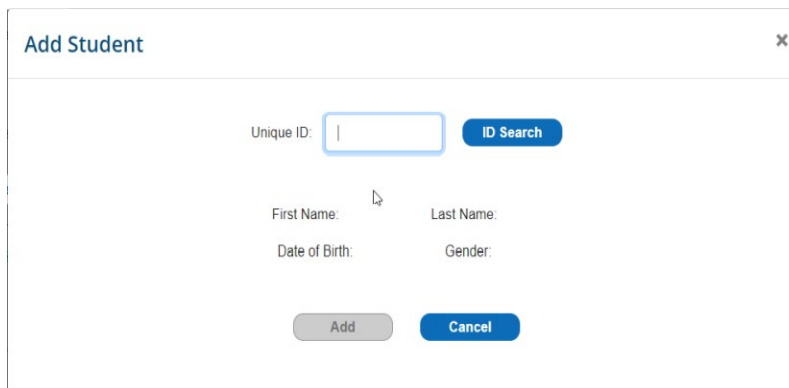 Add Student
Unique ID: ID Search
First Name: Last Name:
Date of Birth: Gender:
Add Cancel